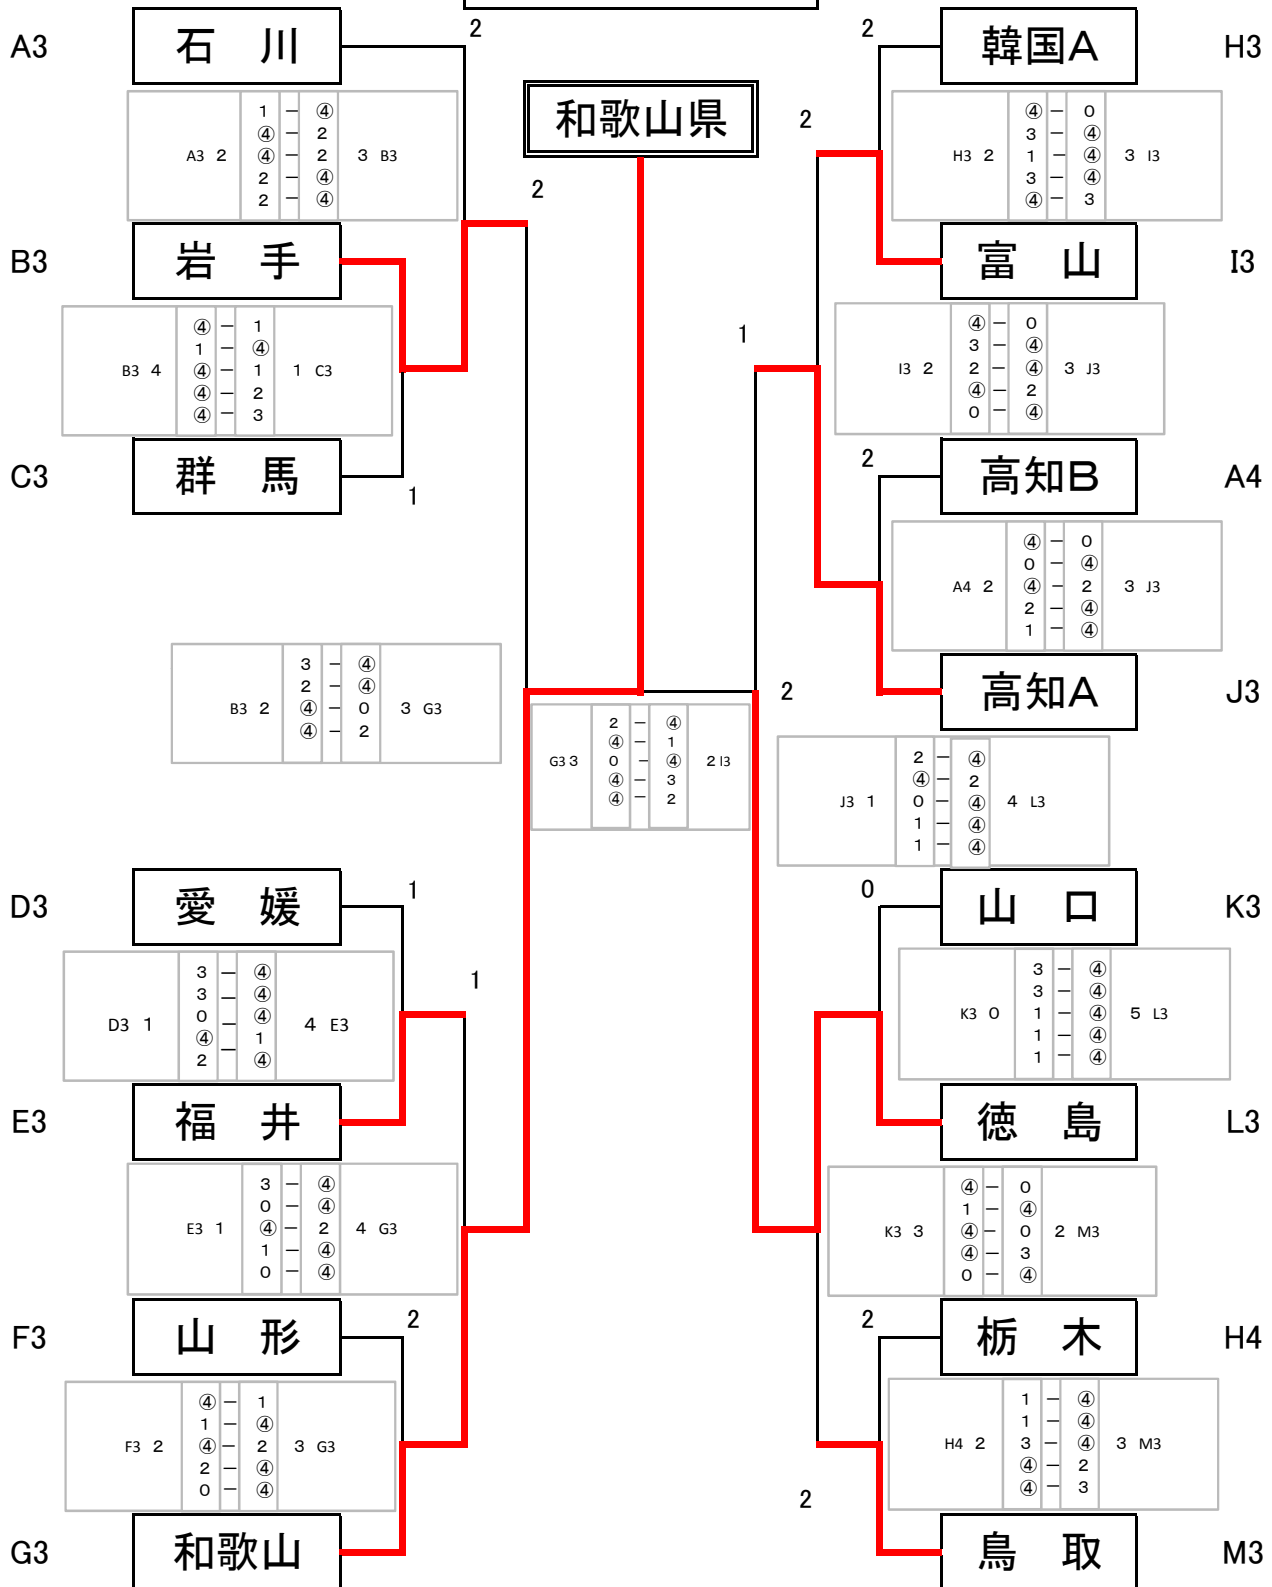 A3 石 川 2
2 韓国A H3
和歌山県
1 － ④
④ － 2
A3 2 ④ － 2 3 B3
2 － ④
2 － ④
2
2
④ － 0
3 － ④
H3 2 1 － ④ 3 I3
3 － ④
④ － 3
B3 岩 手
富 山 I3
④ － 1
1 － ④
B3 4 ④ － 1 1 C3
④ － 2
④ － 3
1
④ － 0
3 － ④
I3 2 2 － ④ 3 J3
④ － 2
0 － ④
C3 群 馬 1
2 高知B A4
④ － 0
0 － ④
A4 2 ④ － 2 3 J3
2 － ④
1 － ④
高知A J3
3 － ④
2 － ④
B3 2 ④ － 0 3 G3
④ － 2
2
2 － ④
④ － 1
G3 3 0 － ④ 2 I3
④ － 3
④ － 2
2 － ④
④ － 2
J3 1 0 － ④ 4 L3
1 － ④
1 － ④
D3 愛 媛 1
0 山 口 K3
3 － ④
3 － ④
D3 1 0 － ④ 4 E3
④ － 1
2 ④
1
3 － ④
3 － ④
K3 0 1 － ④ 5 L3
1 － ④
1 － ④
E3 福 井
徳 島 L3
3 － ④
0 － ④
E3 1 ④ － 2 4 G3
1 － ④
0 － ④
④ － 0
1 － ④
K3 3 ④ － 0 2 M3
④ － 3
0 － ④
F3 山 形 2
2 栃 木 H4
④ － 1
1 － ④
F3 2 ④ － 2 3 G3
2 － ④
0 － ④
1 － ④
1 － ④
H4 2 3 － ④ 3 M3
④ － 2
④ － 3
2
G3 和歌山
鳥 取 M3